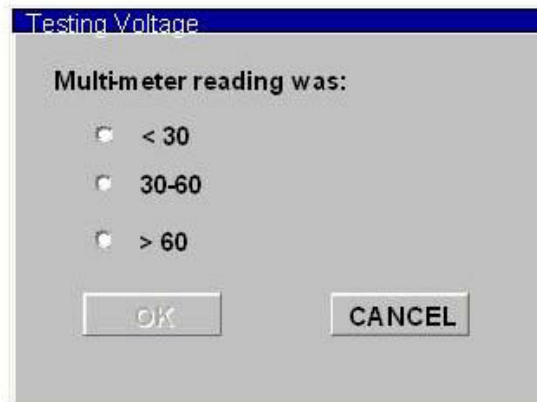 Testing Voltage
Multi-meter reading was:
< 30
30-60
> 60
OK CANCEL